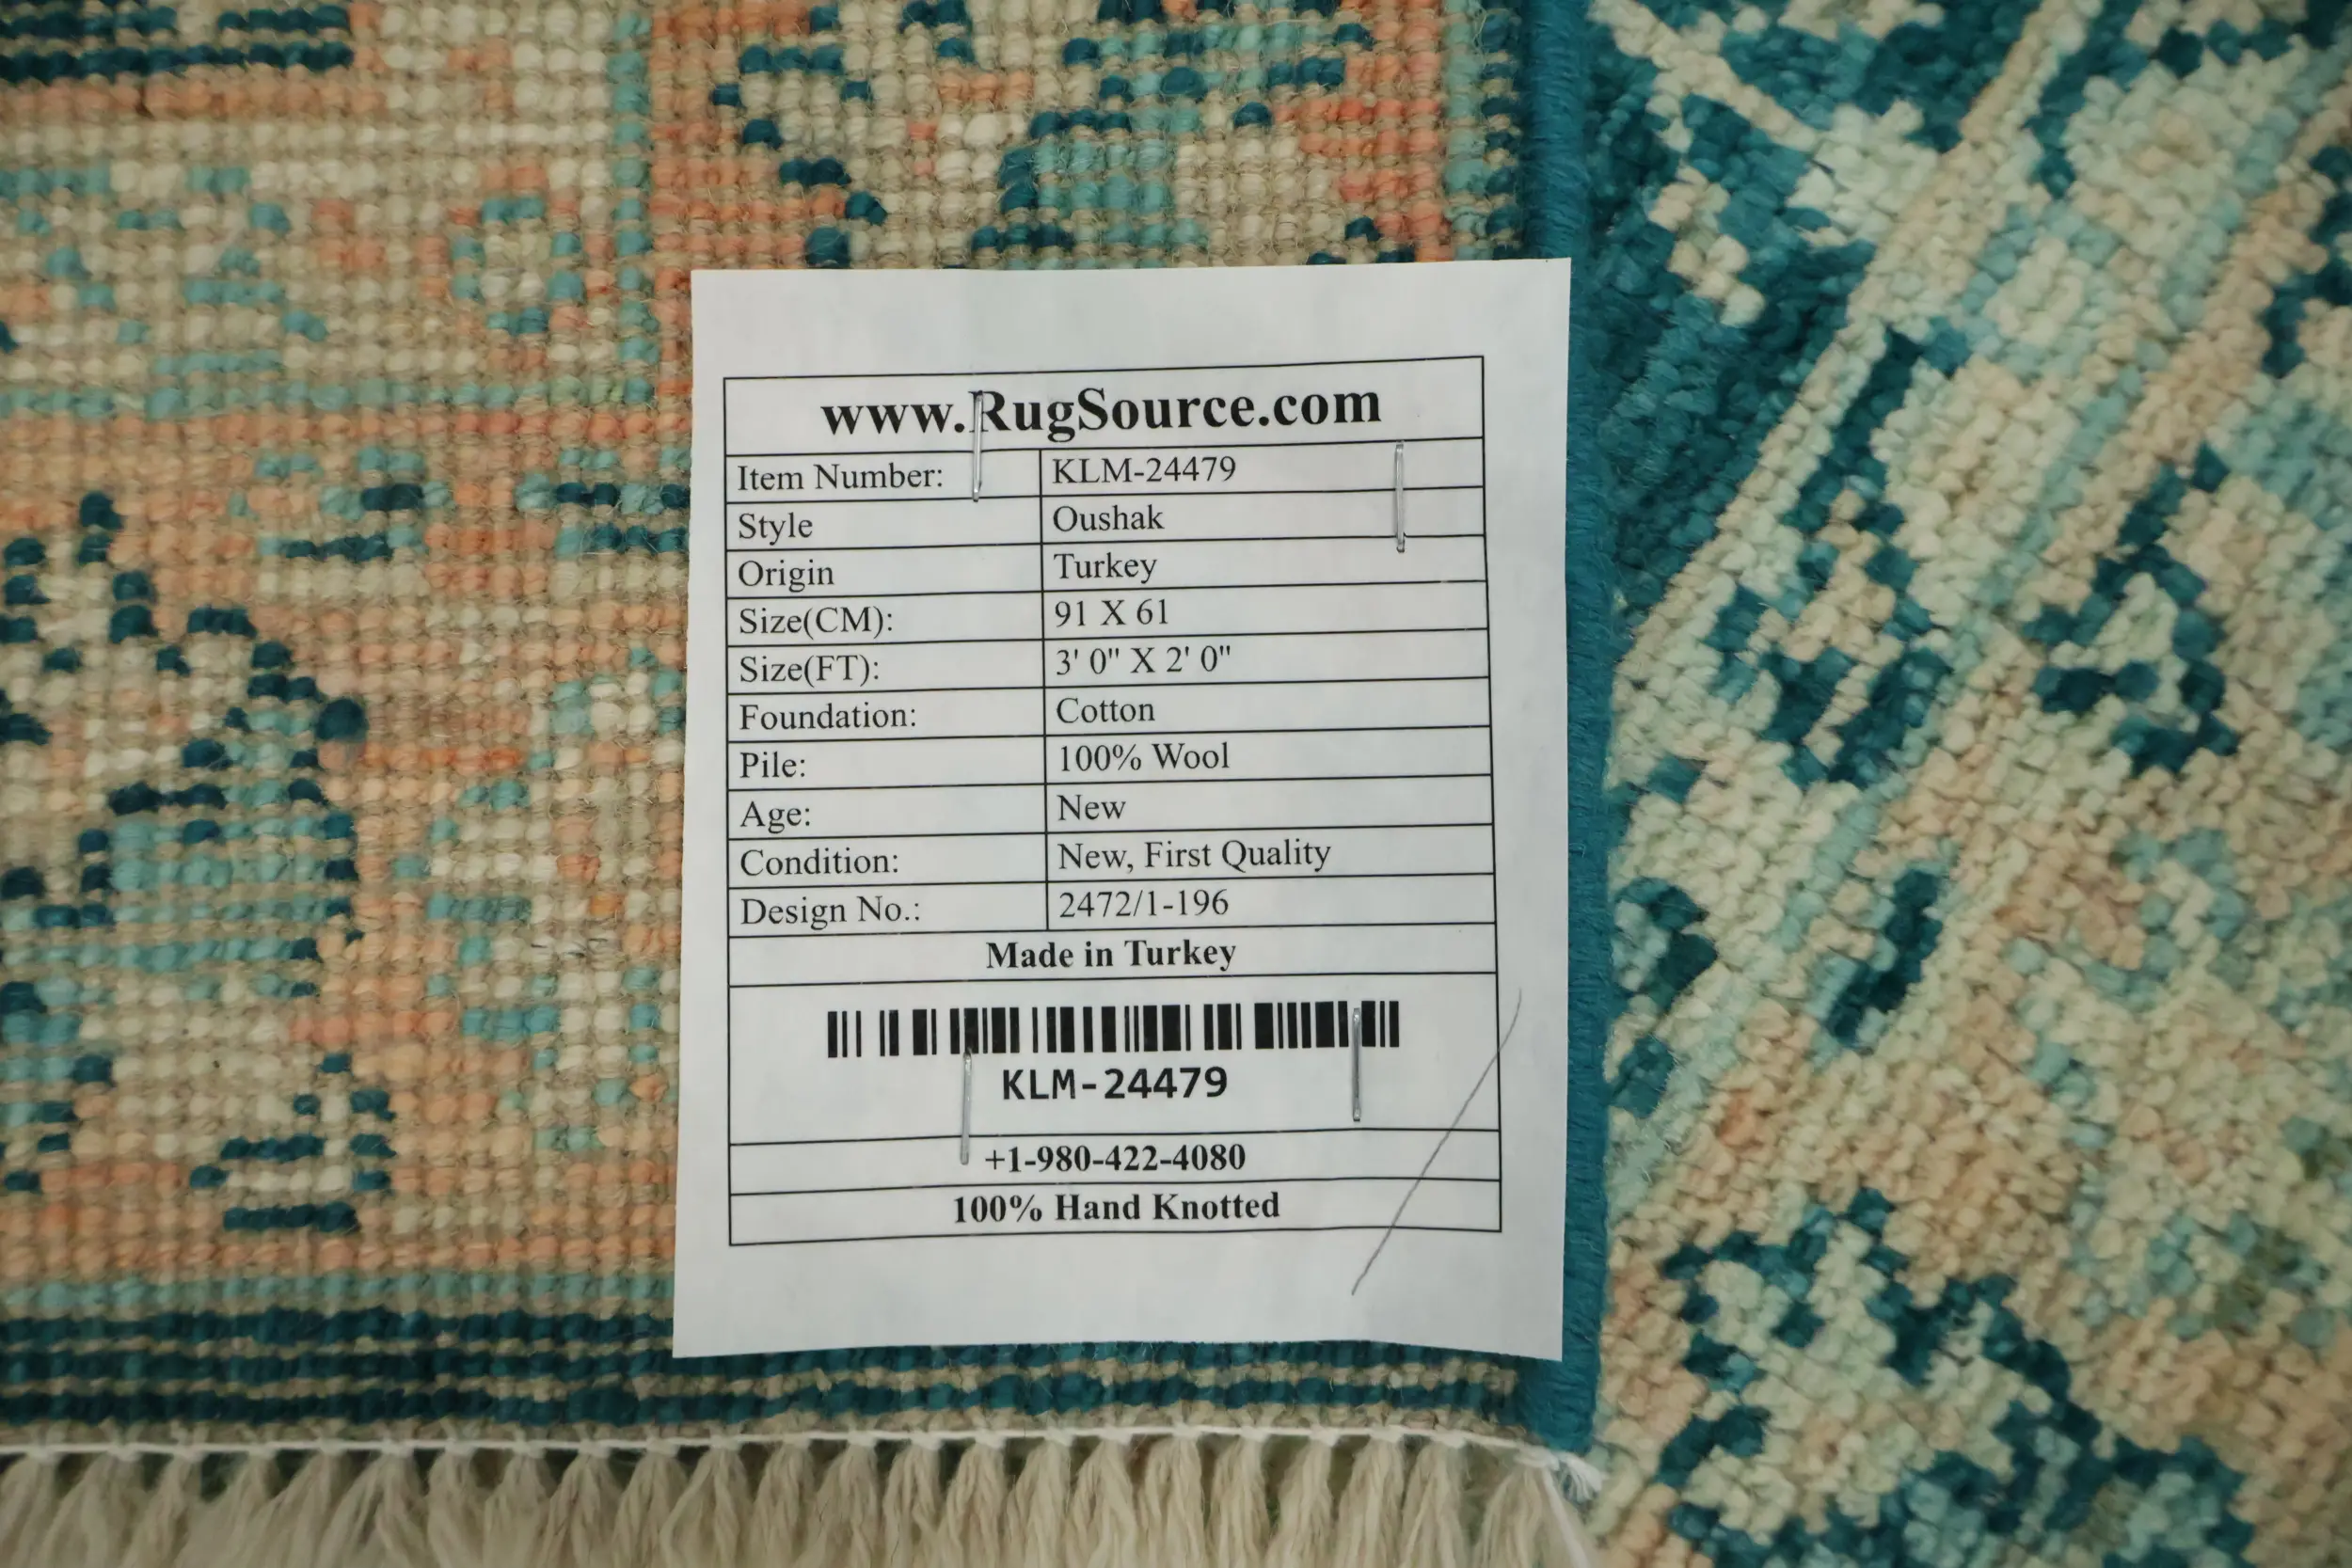 www.RugSource.com
Item Number: KLM-24479
Style Oushak
Origin Turkey
Size(CM): 91 X 61
Size(FT): 3' 0" X 2' 0"
Foundation: Cotton
Pile: 100% Wool
Age: New
Condition: New, First Quality
Design No.: 2472/1-196
Made in Turkey
KLM-24479
+1-980-422-4080
100% Hand Knotted